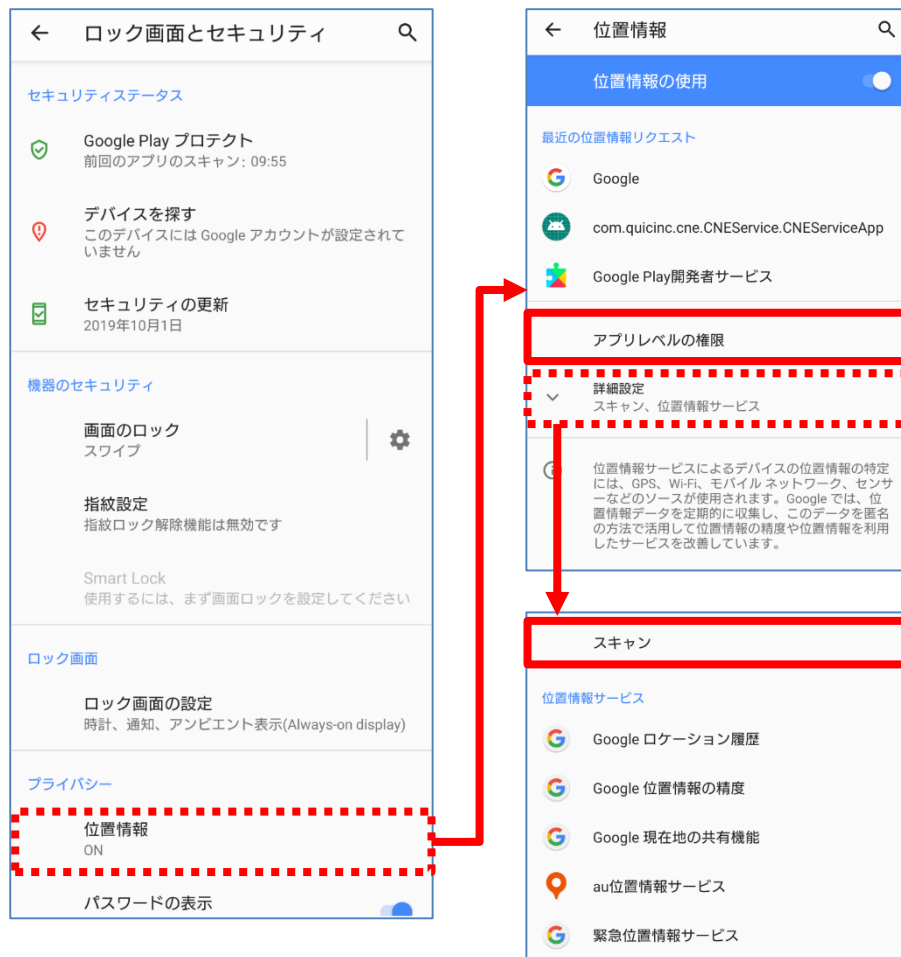 ロック画面とセキュリティ
セキュリティステータス
Google Play プロテクト
前回のアプリのスキャン: 09:55
デバイスを探す
このデバイスには Google アカウントが設定されて
いません
セキュリティの更新
2019年10月1日
機器のセキュリティ
画面のロック
スワイプ
指紋設定
指紋ロック解除機能は無効です
Smart Lock
使用するには、まず画面ロックを設定してください
ロック画面
ロック画面の設定
時計、通知、アンビエント表示(Always-on display)
プライバシー
位置情報
ON
パスワードの表示
位置情報
位置情報の使用
最近の位置情報リクエスト
Google
com.quicinc.cne.CNEService.CNEServiceApp
Google Play開発者サービス
アプリレベルの権限
詳細設定
スキャン、位置情報サービス
位置情報サービスによるデバイスの位置情報の特定
には、GPS、Wi-Fi、モバイル ネットワーク、センサ
ーなどのソースが使用されます。Google では、位
置情報データを定期的に収集し、このデータを匿名
の方法で活用して位置情報の精度や位置情報を利用
したサービスを改善しています。
スキャン
位置情報サービス
Google ロケーション履歴
Google 位置情報の精度
Google 現在地の共有機能
au位置情報サービス
緊急位置情報サービス